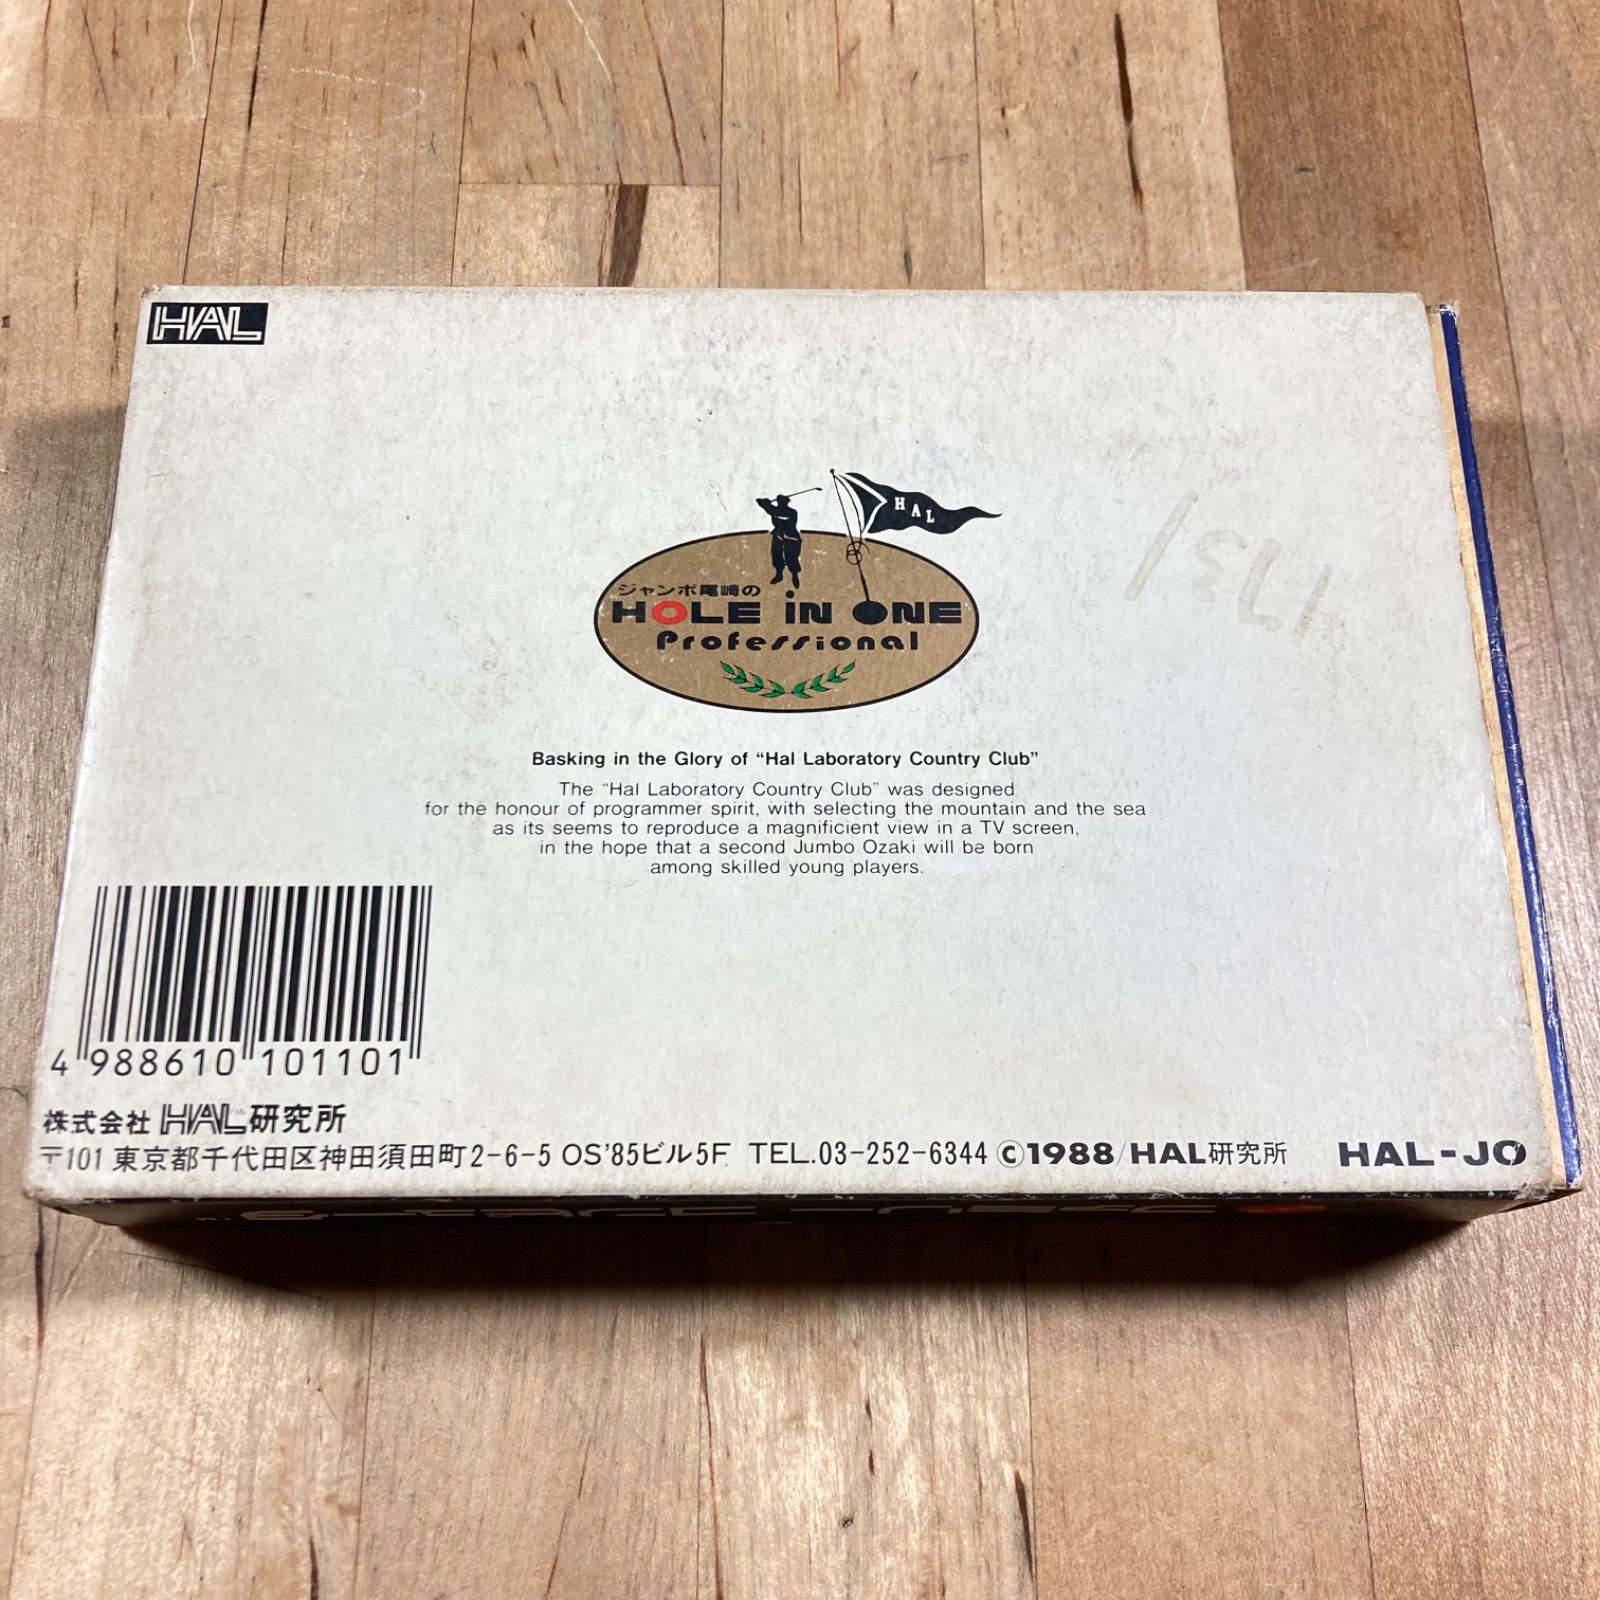 HAL
HAL
ジャンボ尾崎の
HOLE iN ONE
Professional
Basking in the Glory of “Hal Laboratory Country Club”
The “Hal Laboratory Country Club” was designed
for the honour of programmer spirit, with selecting the mountain and the sea
as its seems to reproduce a magnificient view in a TV screen,
in the hope that a second Jumbo Ozaki will be born
among skilled young players.
4 988610 101101
株式会社 HAL研究所
〒101 東京都千代田区神田須田町2-6-5 OS'85ビル5F TEL.03-252-6344 ©1988/HAL研究所 HAL-JO